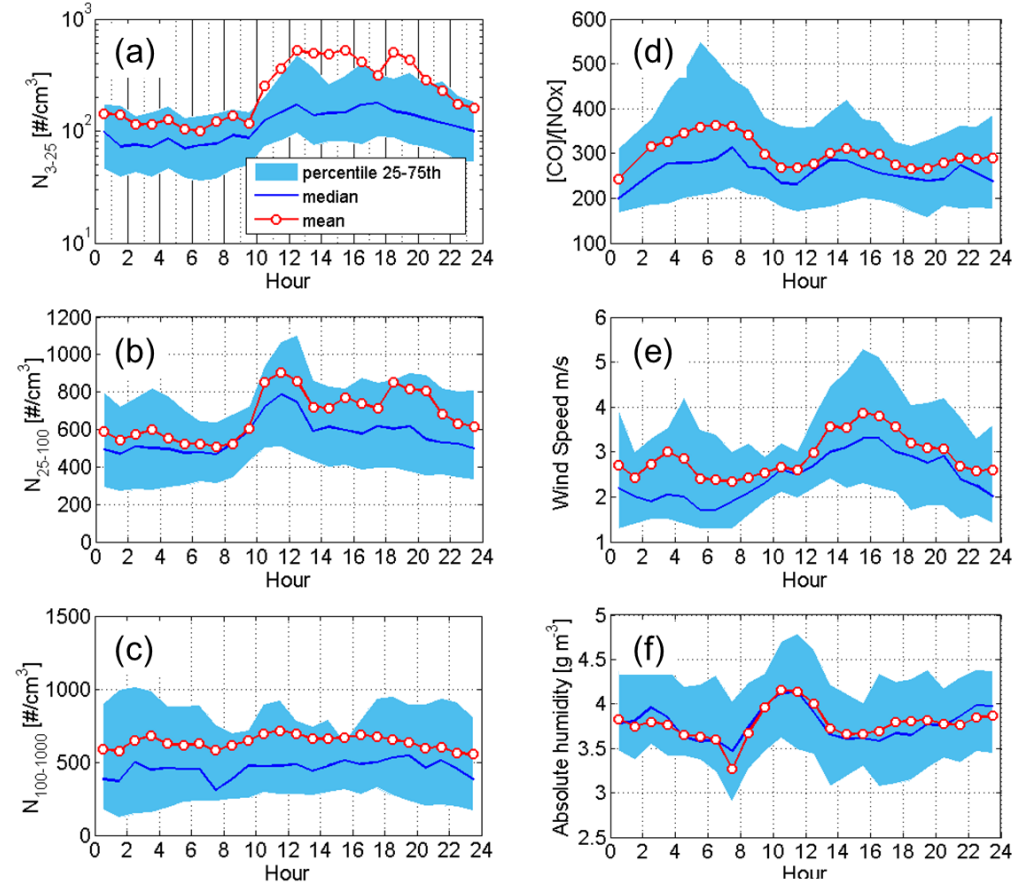 (a)
10³
10²
10¹
N₃₋₂₅ [#/cm³]
percentile 25-75th
median
mean
0 2 4 6 8 10 12 14 16 18 20 22 24
Hour
(d)
600
500
400
300
200
100
[CO]/[NOx]
0 2 4 6 8 10 12 14 16 18 20 22 24
Hour
(b)
1200
1000
800
600
400
200
0
N₂₅₋₁₀₀ [#/cm³]
0 2 4 6 8 10 12 14 16 18 20 22 24
Hour
(e)
6
5
4
3
2
1
Wind Speed m/s
0 2 4 6 8 10 12 14 16 18 20 22 24
Hour
(c)
1500
1000
500
0
N₁₀₀₋₁₀₀₀ [#/cm³]
0 2 4 6 8 10 12 14 16 18 20 22 24
Hour
(f)
5
4.5
4
3.5
3
2.5
Absolute humidity [g m⁻³]
0 2 4 6 8 10 12 14 16 18 20 22 24
Hour